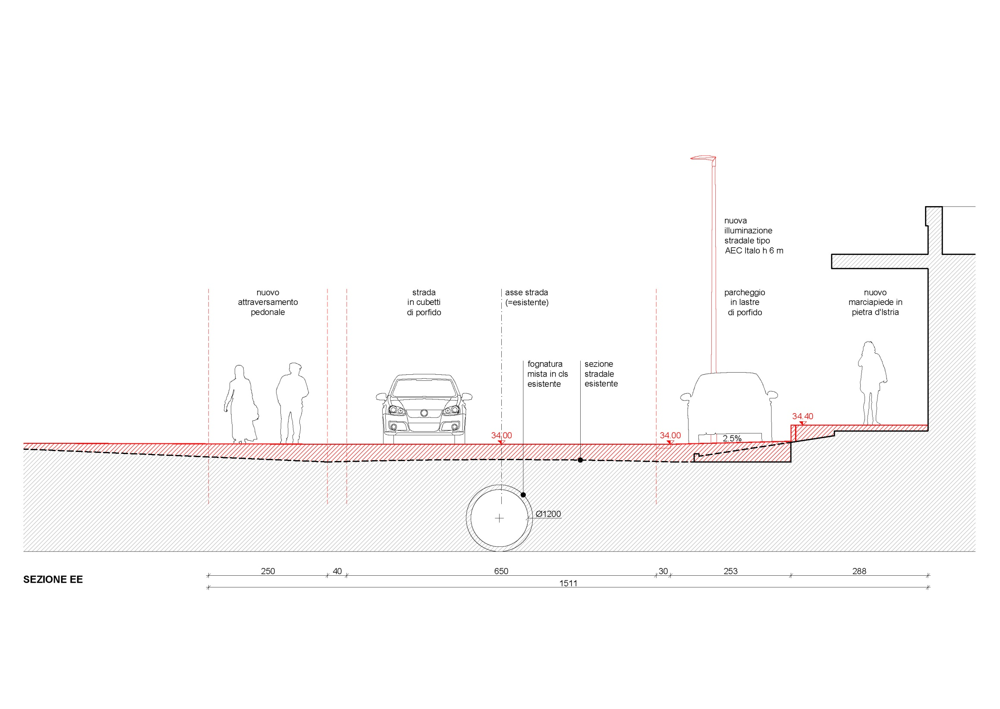 nuova
illuminazione
stradale tipo
AEC Italo h 6 m
nuovo
attraversamento
pedonale
strada
in cubetti
di porfido
asse strada
(=esistente)
parcheggio
in lastre
di porfido
nuovo
marciapiede in
pietra d'Istria
fognatura
mista in cls
esistente
sezione
stradale
esistente
34.40
34.00
34.00
2.5%
Ø1200
250
40
650
30
253
288
1511
SEZIONE EE